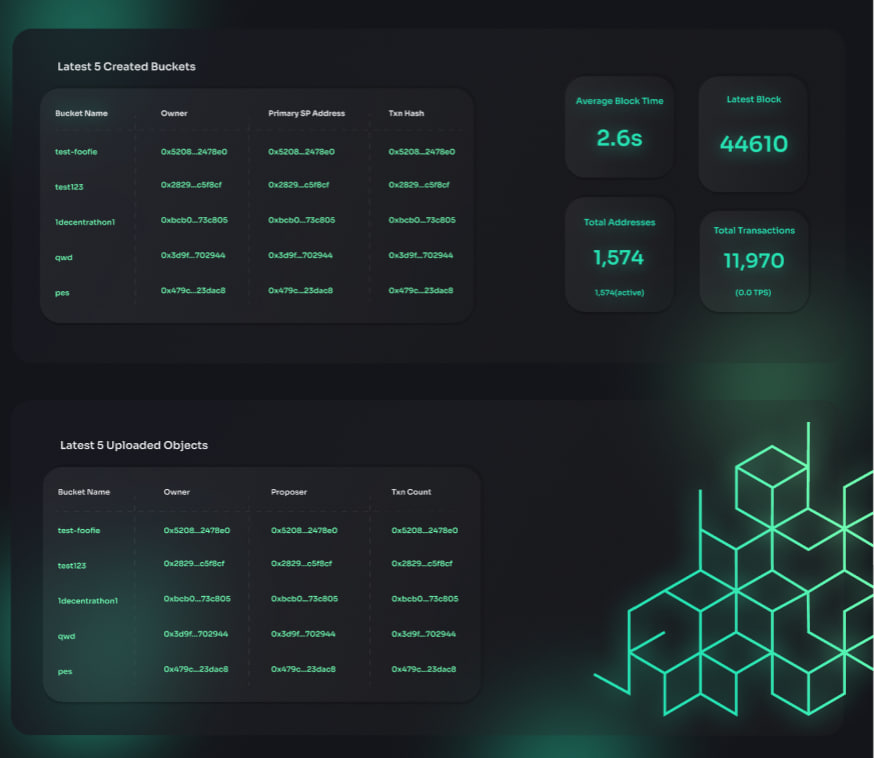 Latest 5 Created Buckets
Bucket Name Owner Primary SP Address Txn Hash
test-foofie 0x5208...2478e0 0x5208...2478e0 0x5208...2478e0
test123 0x2829...c5f8cf 0x2829...c5f8cf 0x2829...c5f8cf
1decentrathon1 0xbcb0...73c805 0xbcb0...73c805 0xbcb0...73c805
qwd 0x3d9f...702944 0x3d9f...702944 0x3d9f...702944
pes 0x479c...23dac8 0x479c...23dac8 0x479c...23dac8
Average Block Time
2.6s
Latest Block
44610
Total Addresses
1,574
1,574(active)
Total Transactions
11,970
(0.0 TPS)
Latest 5 Uploaded Objects
Bucket Name Owner Proposer Txn Count
test-foofie 0x5208...2478e0 0x5208...2478e0 0x5208...2478e0
test123 0x2829...c5f8cf 0x2829...c5f8cf 0x2829...c5f8cf
1decentrathon1 0xbcb0...73c805 0xbcb0...73c805 0xbcb0...73c805
qwd 0x3d9f...702944 0x3d9f...702944 0x3d9f...702944
pes 0x479c...23dac8 0x479c...23dac8 0x479c...23dac8